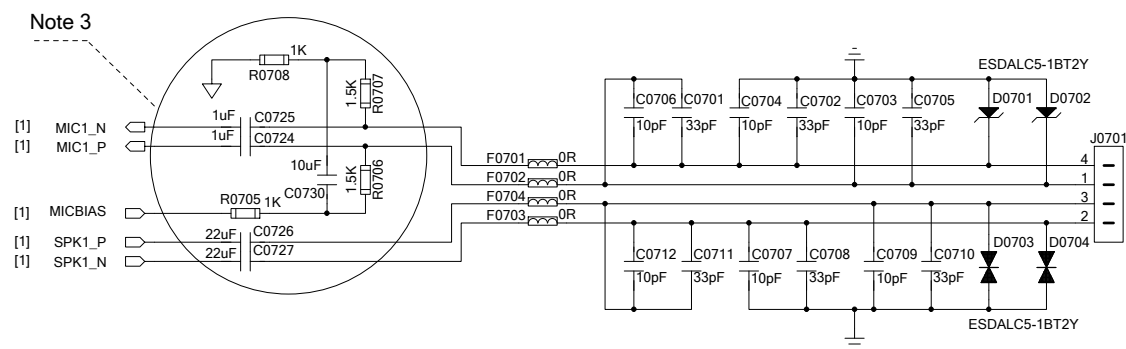 Note 3
1K
R0708
1.5K
R0707
ESDALC5-1BT2Y
C0706
C0701
C0704
C0702
C0703
C0705
D0701
D0702
10pF
33pF
10pF
33pF
10pF
33pF
J0701
[1] MIC1_N
1uF
C0725
[1] MIC1_P
1uF
C0724
F0701
0R
4
10uF
C0730
1.5K
R0706
F0702
0R
1
R0705
1K
F0704
0R
3
[1] MICBIAS
F0703
0R
2
[1] SPK1_P
22uF
C0726
[1] SPK1_N
22uF
C0727
C0712
C0711
C0707
C0708
C0709
C0710
D0703
D0704
10pF
33pF
10pF
33pF
10pF
33pF
ESDALC5-1BT2Y